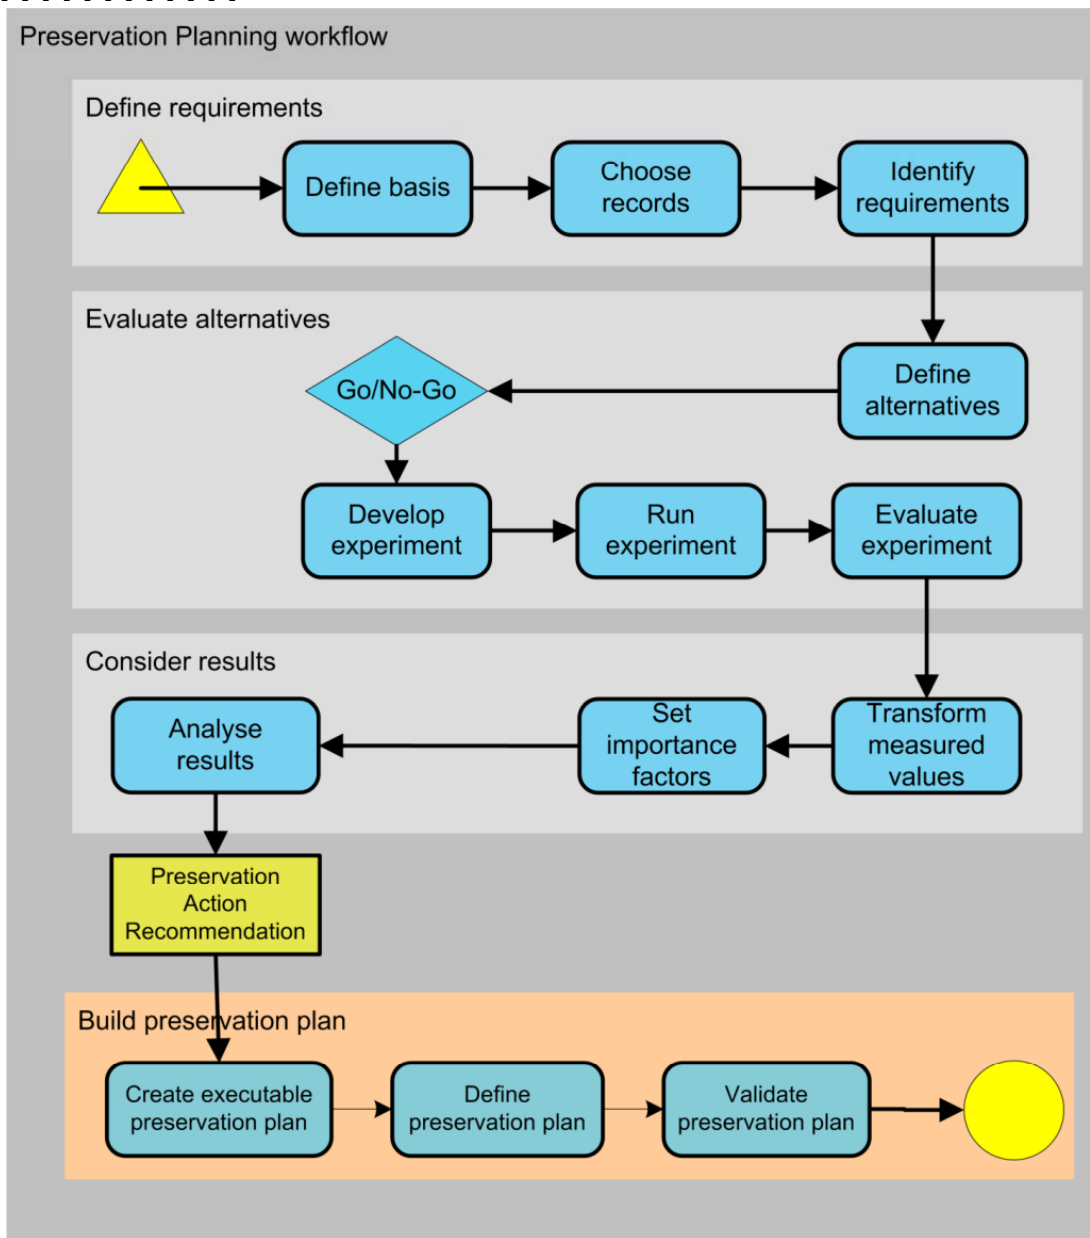 Preservation Planning workflow
Define requirements
Define basis
Choose
records
Identify
requirements
Evaluate alternatives
Go/No-Go
Define
alternatives
Develop
experiment
Run
experiment
Evaluate
experiment
Consider results
Analyse
results
Set
importance
factors
Transform
measured
values
Preservation
Action
Recommendation
Build preservation plan
Create executable
preservation plan
Define
preservation plan
Validate
preservation plan